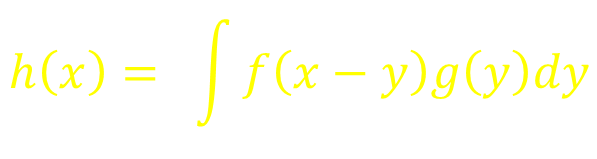 h(x) = ∫ f(x − y)g(y)dy